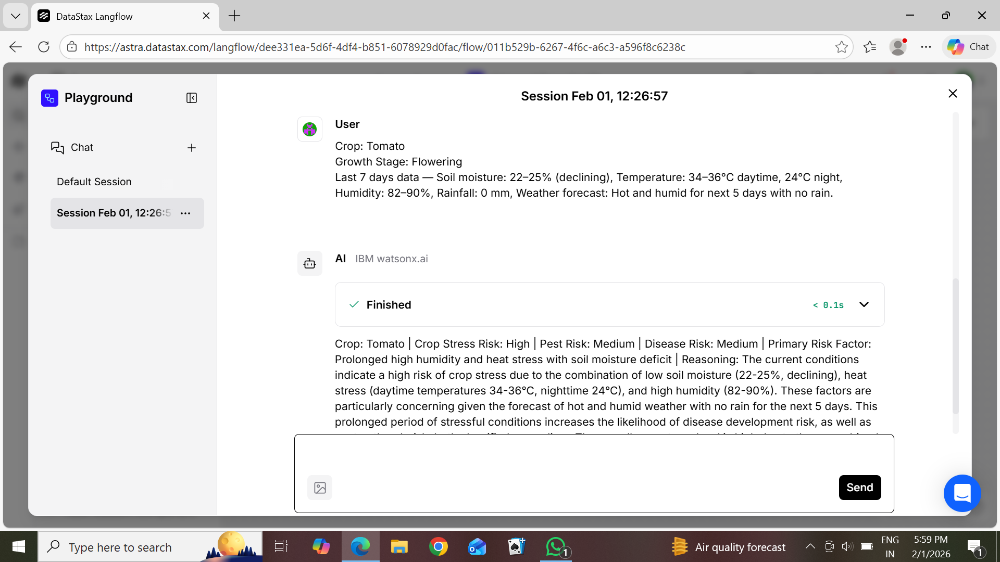 DataStax Langflow
https://astra.datastax.com/langflow/dee331ea-5d6f-4df4-b851-6078929d0fac/flow/011b529b-6267-4f6c-a6c3-a596f8c6238c
Chat
Playground
Session Feb 01, 12:26:57
Chat
Default Session
Session Feb 01, 12:26:5
User
Crop: Tomato
Growth Stage: Flowering
Last 7 days data — Soil moisture: 22–25% (declining), Temperature: 34–36°C daytime, 24°C night,
Humidity: 82–90%, Rainfall: 0 mm, Weather forecast: Hot and humid for next 5 days with no rain.
AI IBM watsonx.ai
Finished
< 0.1s
Crop: Tomato | Crop Stress Risk: High | Pest Risk: Medium | Disease Risk: Medium | Primary Risk Factor:
Prolonged high humidity and heat stress with soil moisture deficit | Reasoning: The current conditions
indicate a high risk of crop stress due to the combination of low soil moisture (22-25%, declining), heat
stress (daytime temperatures 34-36°C, nighttime 24°C), and high humidity (82-90%). These factors are
particularly concerning given the forecast of hot and humid weather with no rain for the next 5 days. This
prolonged period of stressful conditions increases the likelihood of disease development risk, as well as
Send
Type here to search
1
Air quality forecast
ENG
IN
5:59 PM
2/1/2026
1